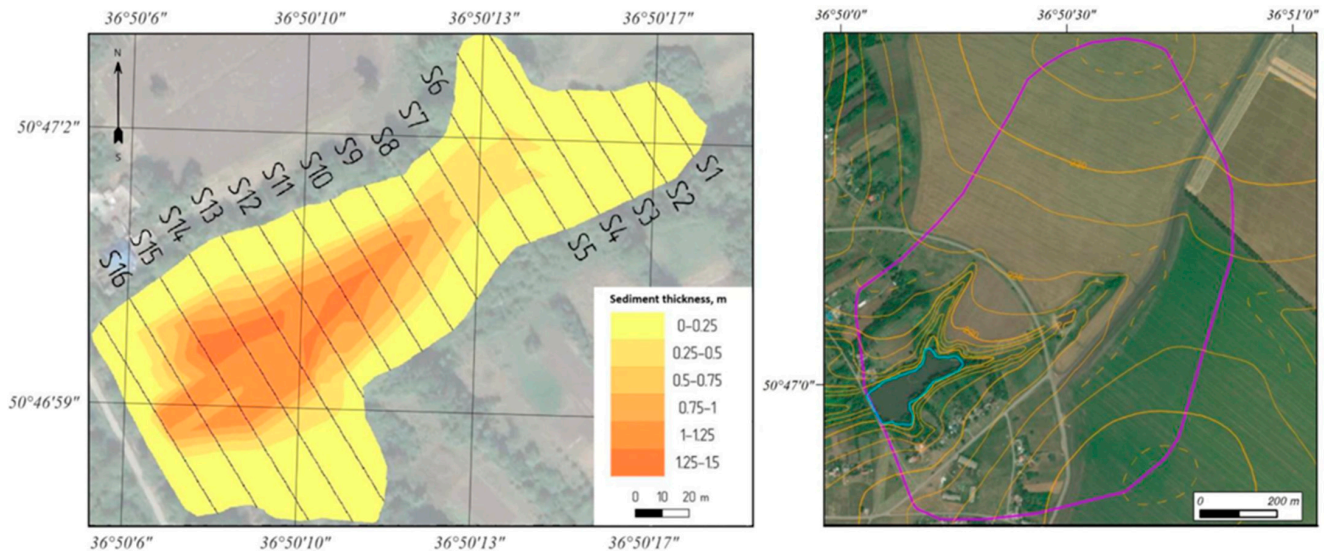 36°50'6" 36°50'10" 36°50'13" 36°50'17"
N
S
50°47'2"
50°46'59"
S6
S7
S8
S9
S10
S11
S12
S13
S14
S15
S16
S1
S2
S3
S4
S5
Sediment thickness, m
0–0.25
0.25–0.5
0.5–0.75
0.75–1
1–1.25
1.25–1.5
0 10 20 m
36°50'6" 36°50'10" 36°50'13" 36°50'17"
36°50'0" 36°50'30" 36°51'0"
50°47'0"
0 200 m